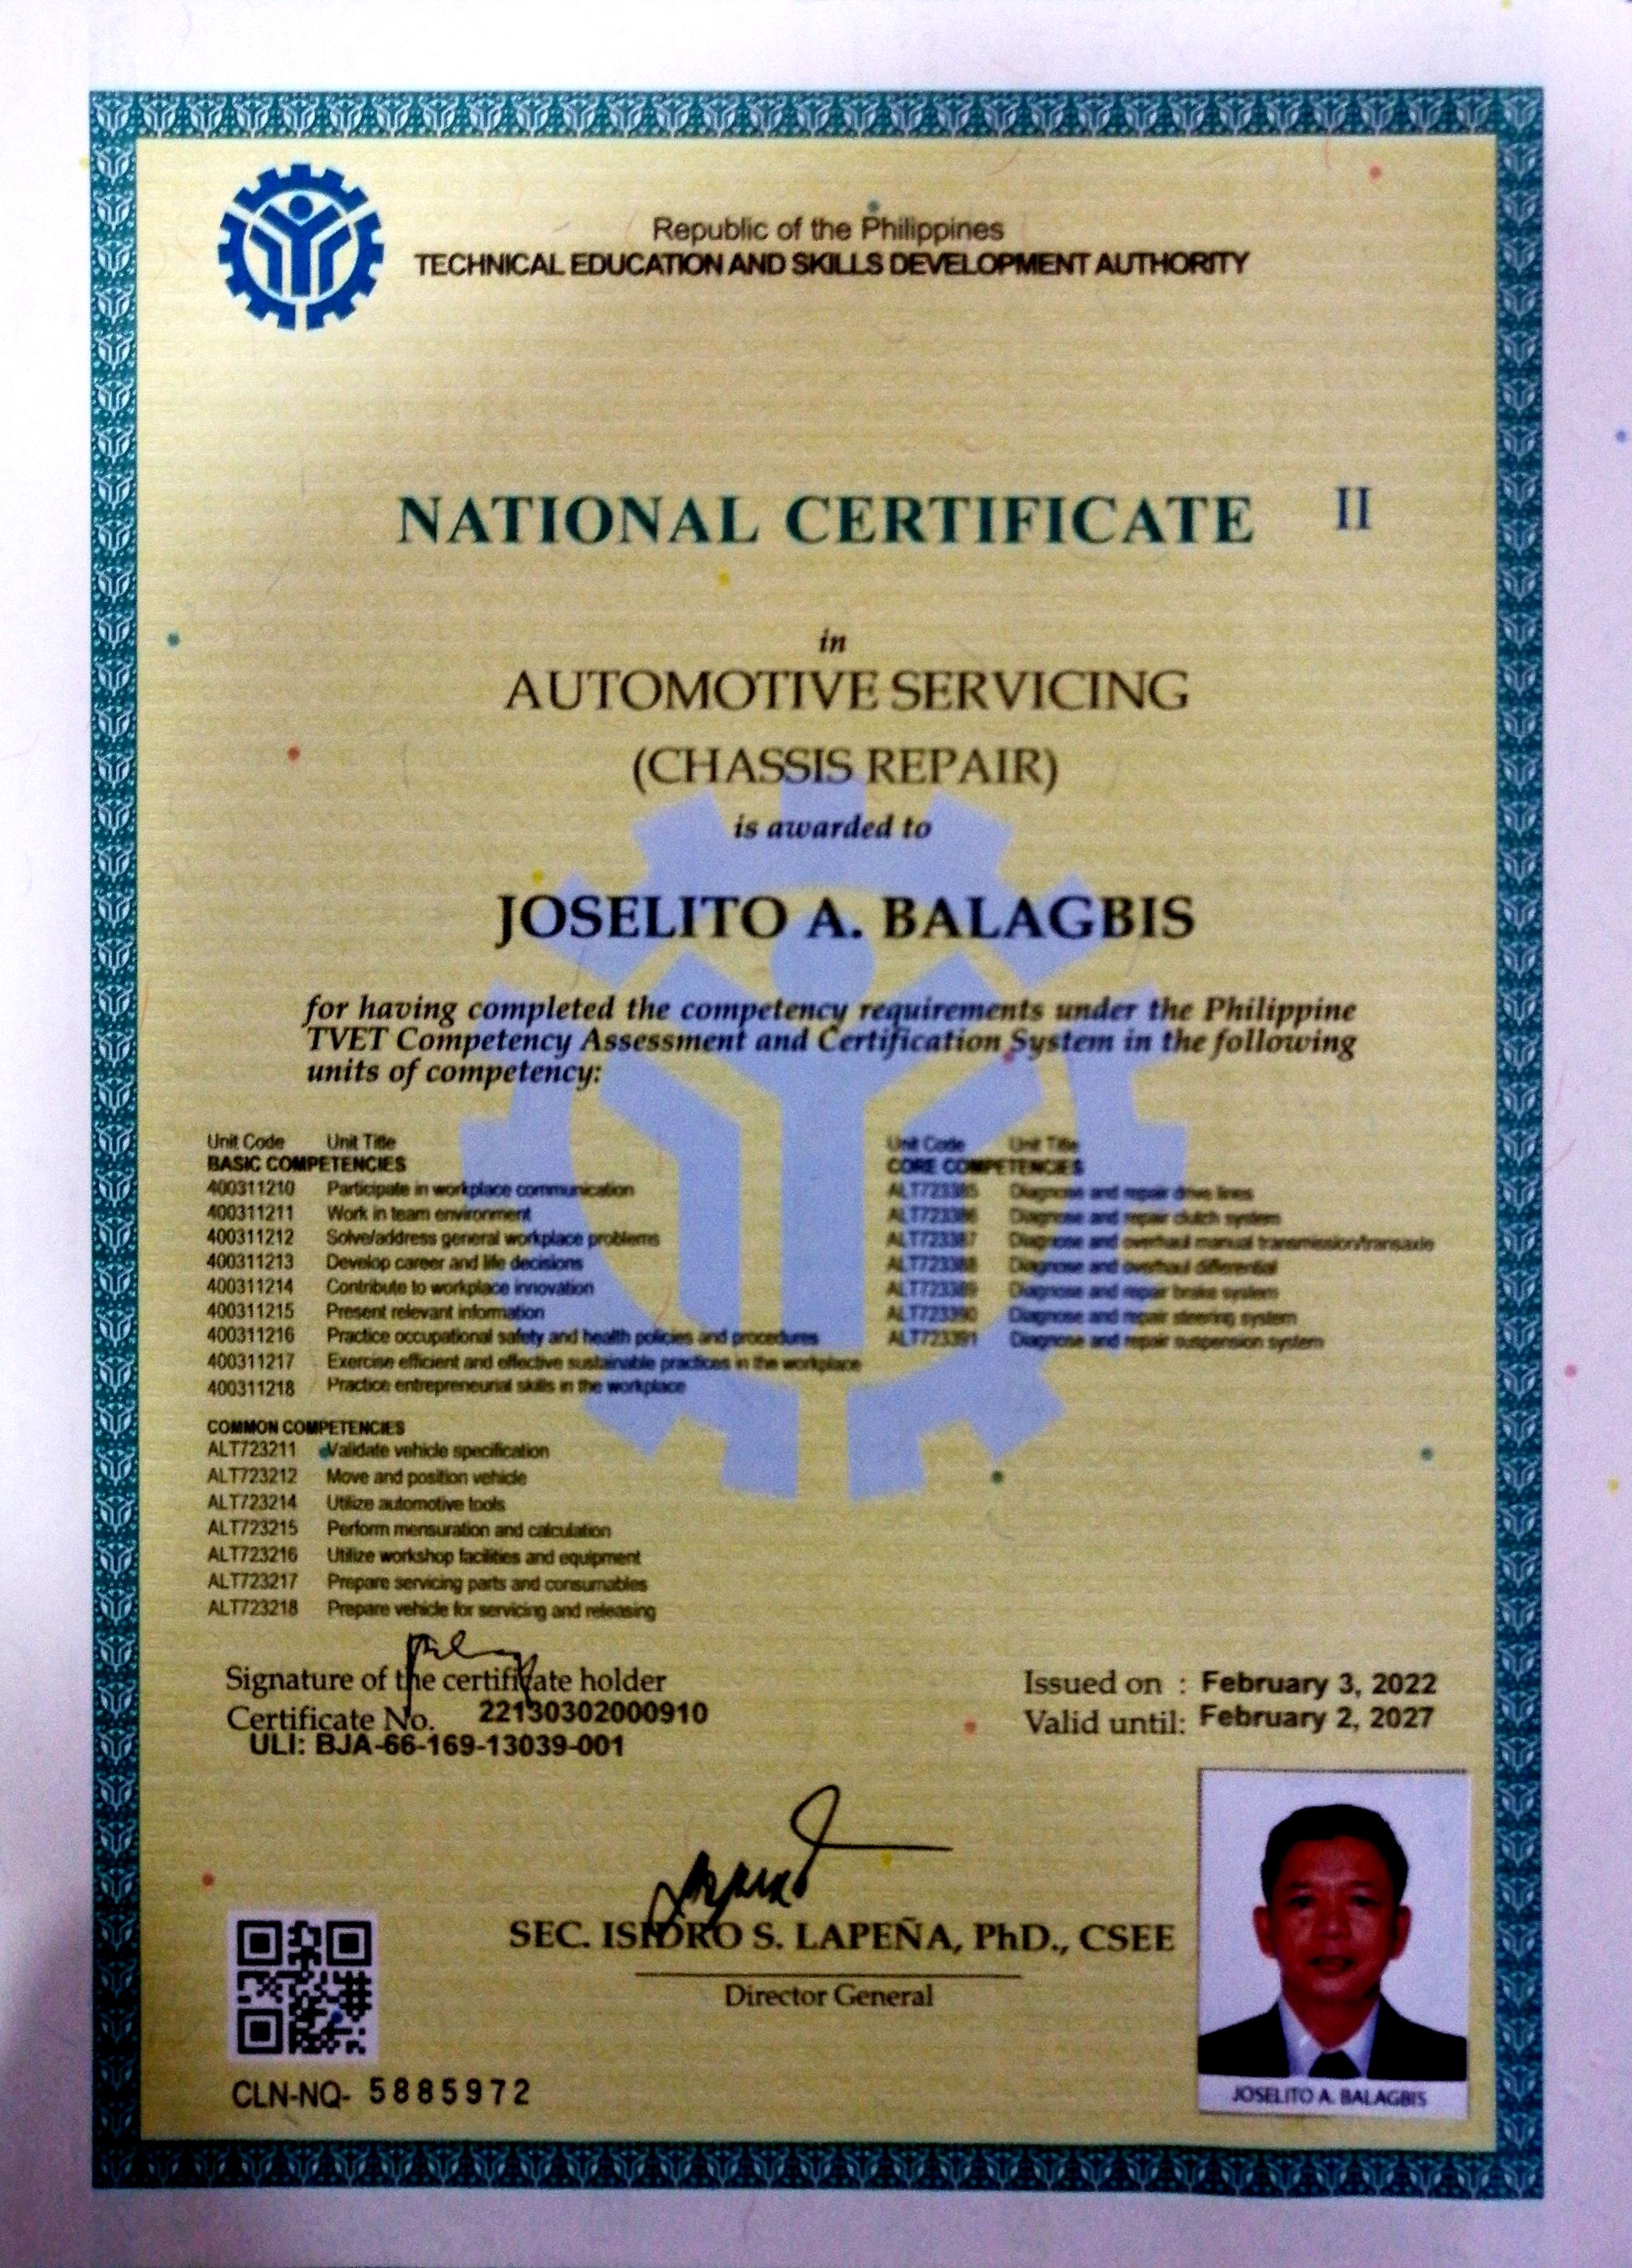 Republic of the Philippines
TECHNICAL EDUCATION AND SKILLS DEVELOPMENT AUTHORITY
NATIONAL CERTIFICATE II
in
AUTOMOTIVE SERVICING
(CHASSIS REPAIR)
is awarded to
JOSELITO A. BALAGBIS
for having completed the competency requirements under the Philippine
TVET Competency Assessment and Certification System in the following
units of competency:
Unit Code Unit Title
BASIC COMPETENCIES
400311210 Participate in workplace communication
400311211 Work in team environment
400311212 Solve/address general workplace problems
400311213 Develop career and life decisions
400311214 Contribute to workplace innovation
400311215 Present relevant information
400311216 Practice occupational safety and health policies and procedures
400311217 Exercise efficient and effective sustainable practices in the workplace
400311218 Practice entrepreneurial skills in the workplace
COMMON COMPETENCIES
ALT723211 Validate vehicle specification
ALT723212 Move and position vehicle
ALT723214 Utilize automotive tools
ALT723215 Perform mensuration and calculation
ALT723216 Utilize workshop facilities and equipment
ALT723217 Prepare servicing parts and consumables
ALT723218 Prepare vehicle for servicing and releasing
Unit Code Unit Title
CORE COMPETENCIES
ALT723385 Diagnose and repair drive lines
ALT723386 Diagnose and repair clutch system
ALT723387 Diagnose and overhaul manual transmission/transaxle
ALT723388 Diagnose and overhaul differential
ALT723389 Diagnose and repair brake system
ALT723390 Diagnose and repair steering system
ALT723391 Diagnose and repair suspension system
Signature of the certificate holder
Certificate No. 22130302000910
ULI: BJA-66-169-13039-001
Issued on : February 3, 2022
Valid until: February 2, 2027
SEC. ISIDRO S. LAPEÑA, PhD., CSEE
Director General
JOSELITO A. BALAGBIS
CLN-NQ- 5885972